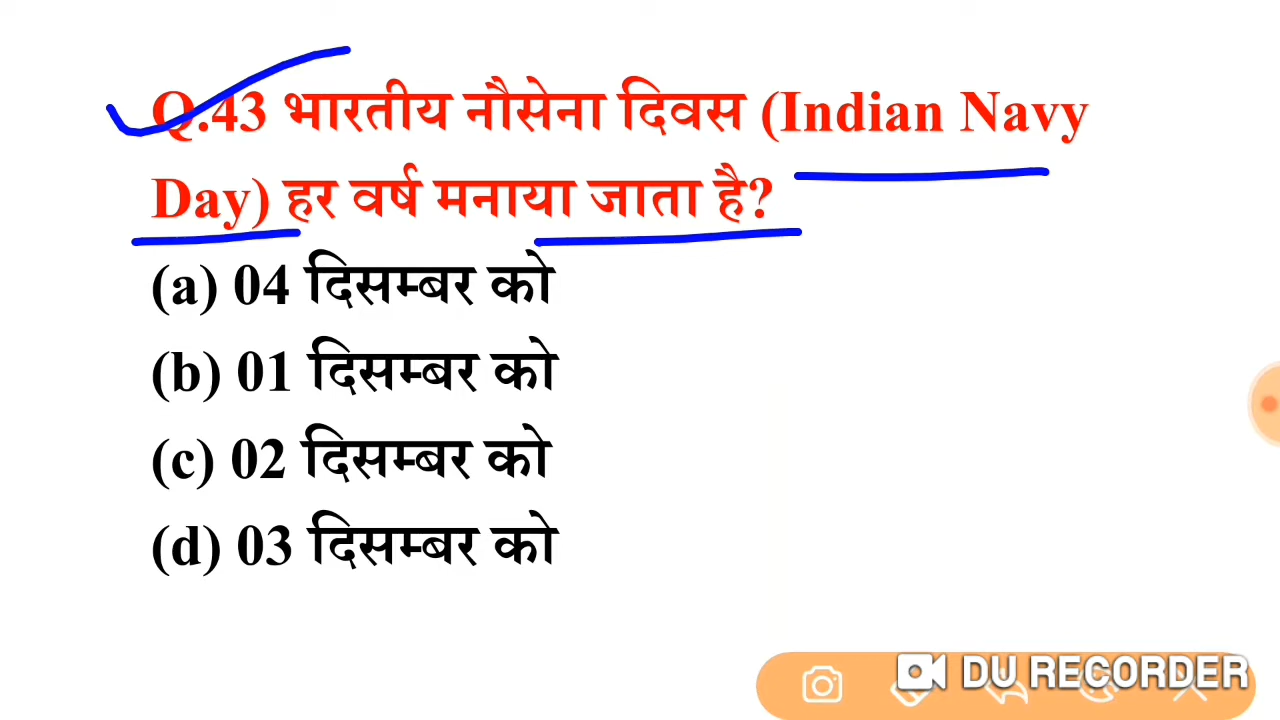 Q.43 भारतीय नौसेना दिवस (Indian Navy
Day) हर वर्ष मनाया जाता है?
(a) 04 दिसम्बर को
(b) 01 दिसम्बर को
(c) 02 दिसम्बर को
(d) 03 दिसम्बर को
DU RECORDER